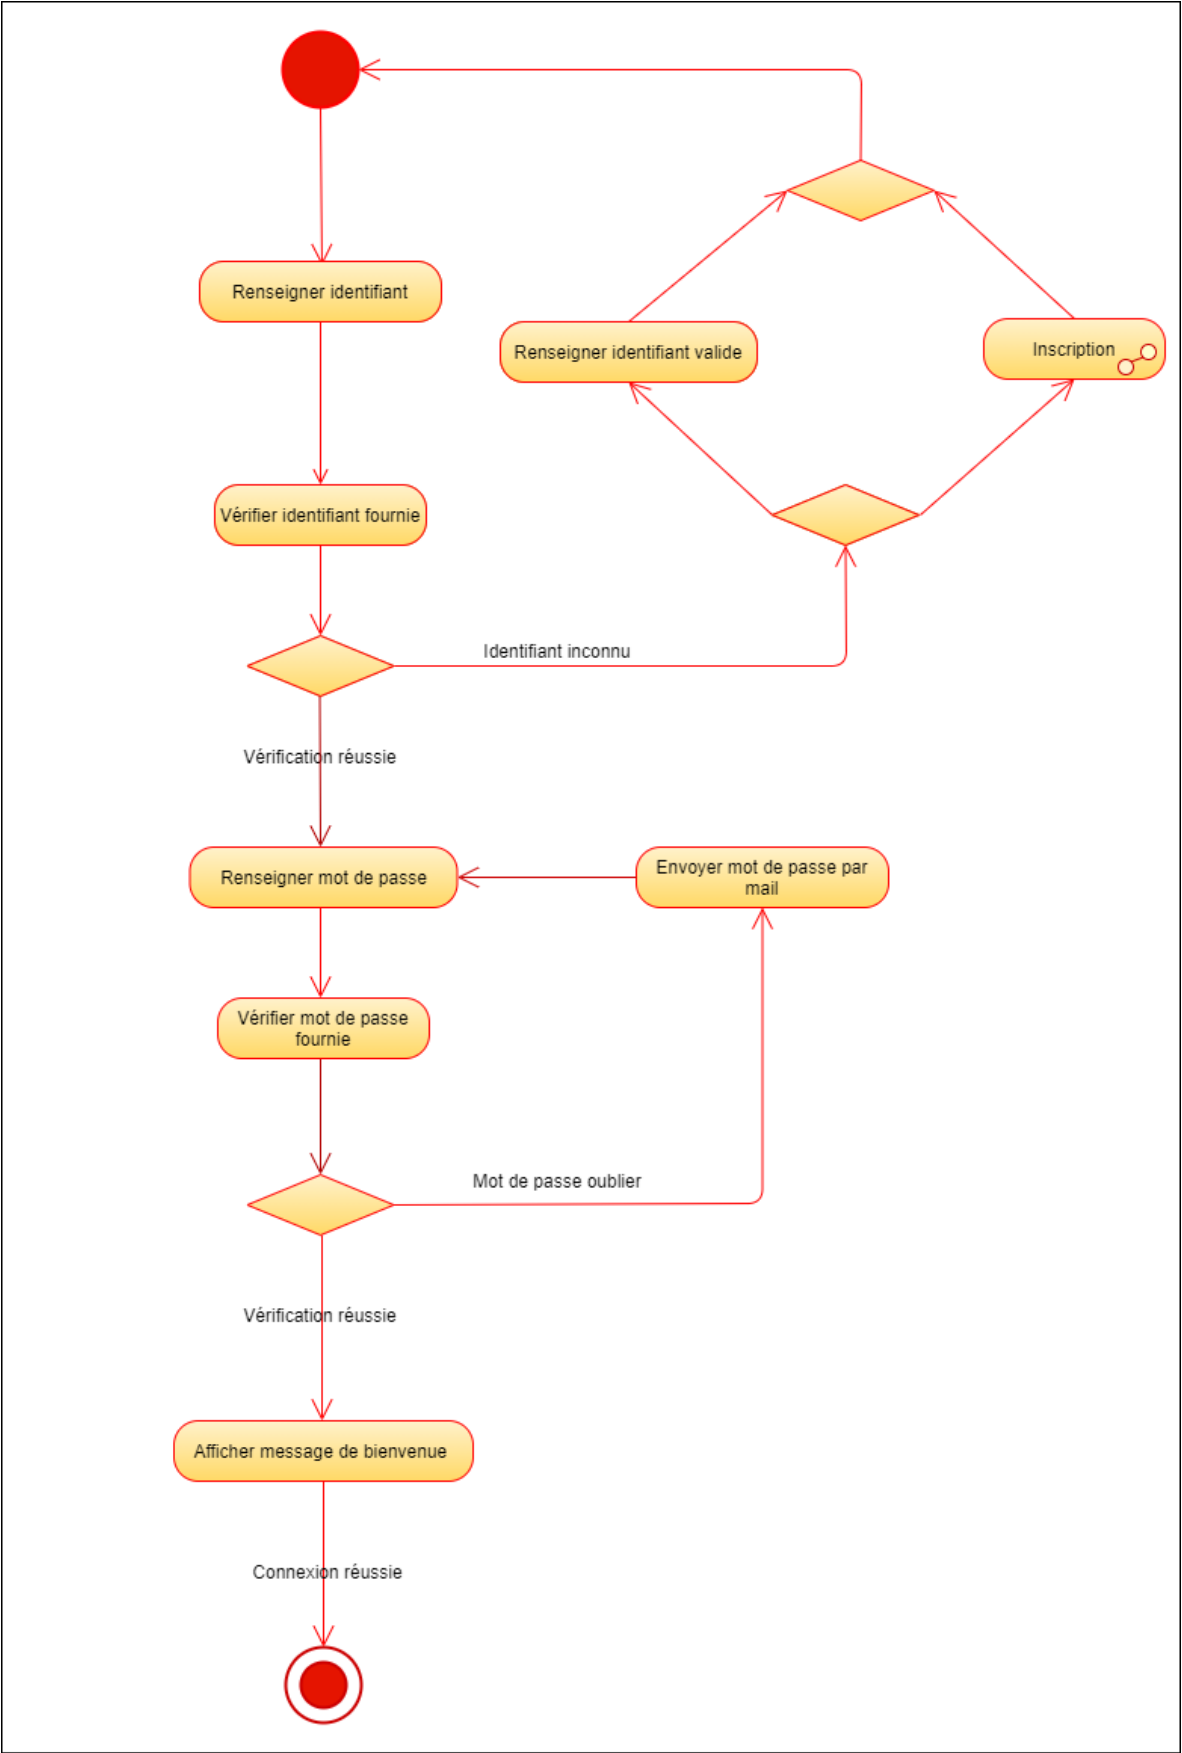 Renseigner identifiant
Renseigner identifiant valide
Inscription
Vérifier identifiant fournie
Identifiant inconnu
Vérification réussie
Renseigner mot de passe
Envoyer mot de passe par
mail
Vérifier mot de passe
fournie
Mot de passe oublier
Vérification réussie
Afficher message de bienvenue
Connexion réussie